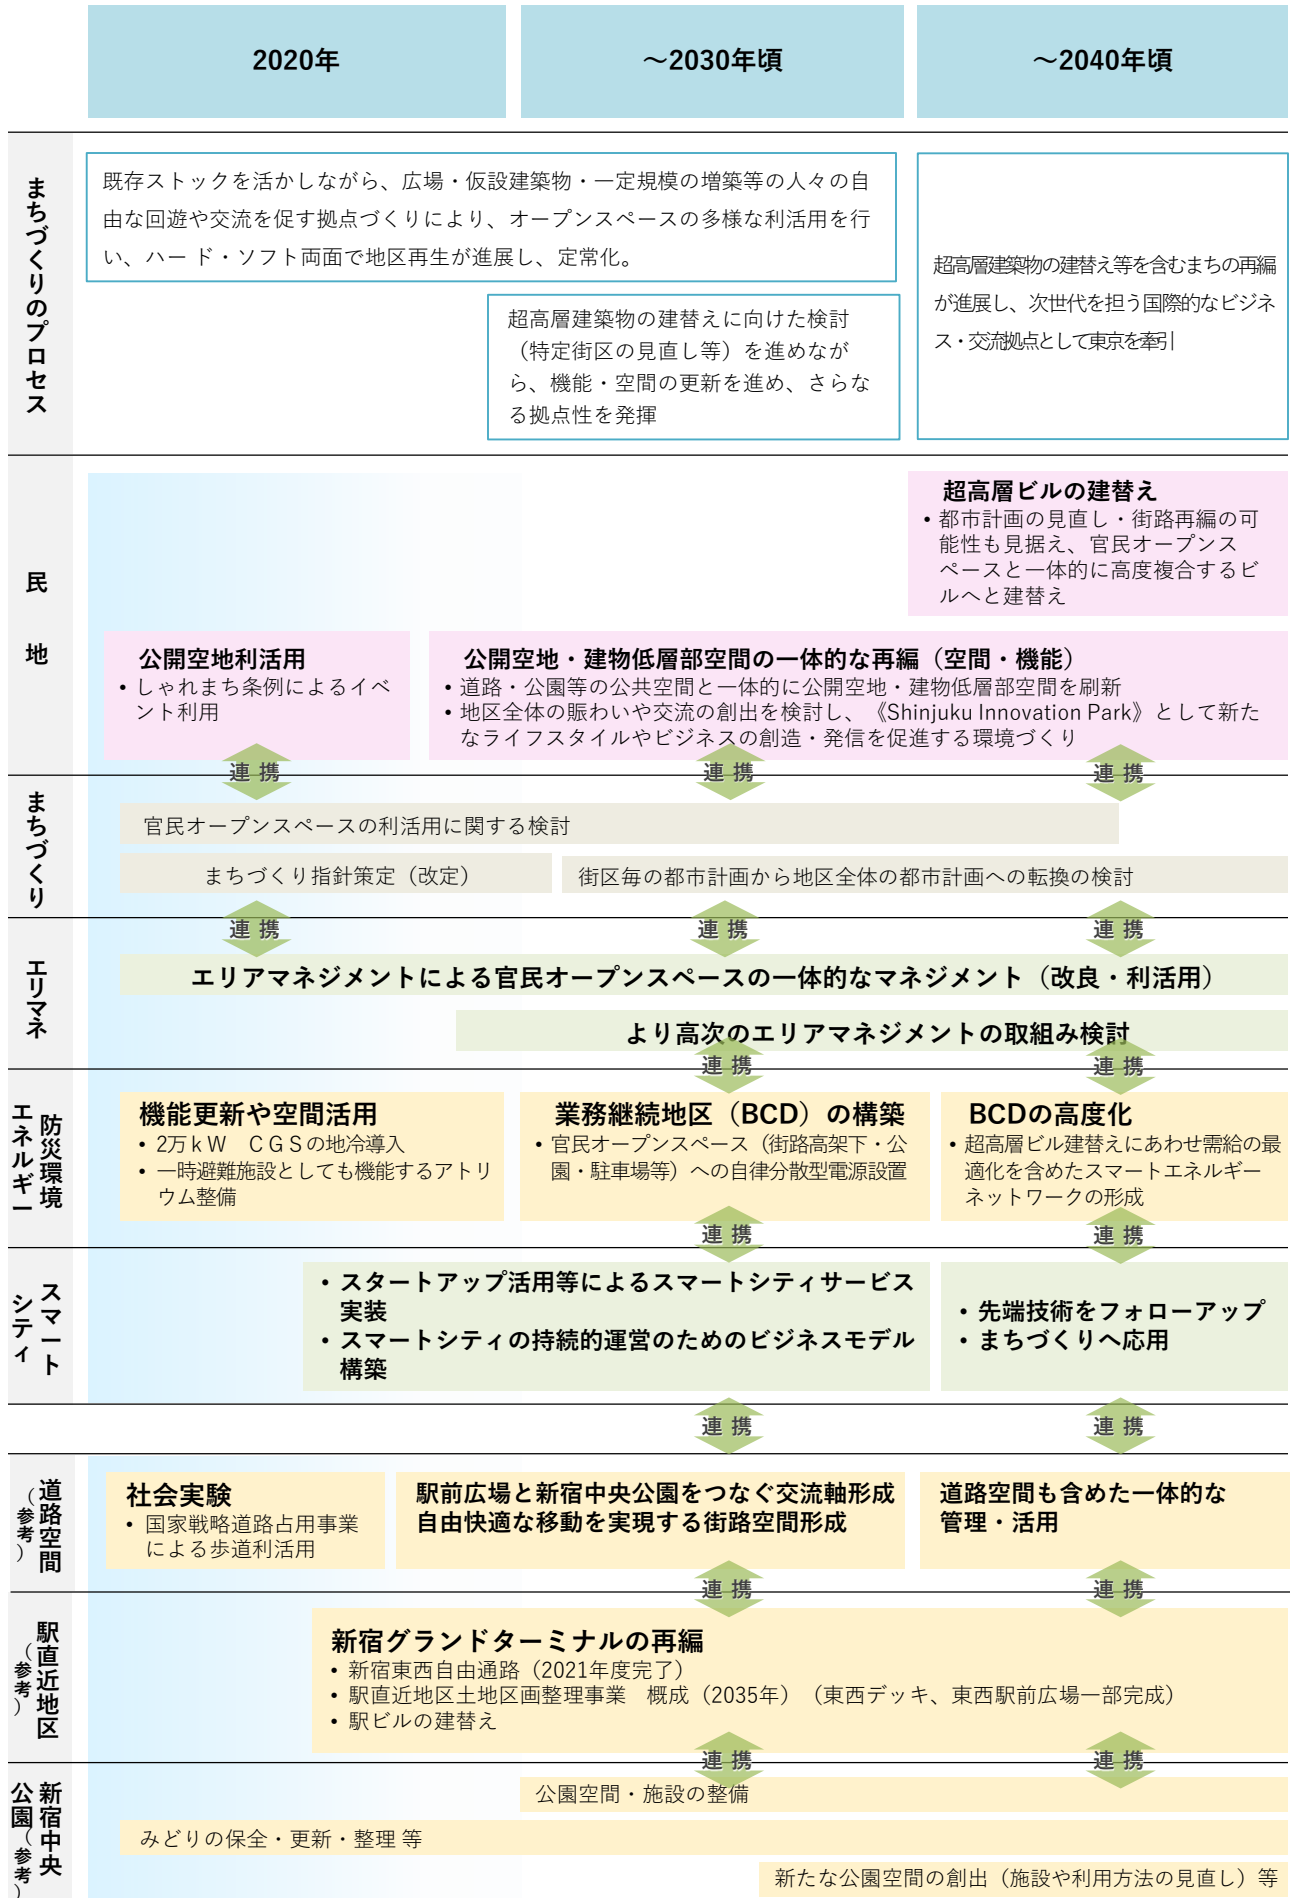 2020年
～2030年頃
～2040年頃
まちづくりのプロセス
既存ストックを活かしながら、広場・仮設建築物・一定規模の増築等の人々の自
由な回遊や交流を促す拠点づくりにより、オープンスペースの多様な利活用を行
い、ハード・ソフト両面で地区再生が進展し、定常化。
超高層建築物の建替えに向けた検討
（特定街区の見直し等）を進めなが
ら、機能・空間の更新を進め、さらな
る拠点性を発揮
超高層建築物の建替え等を含むまちの再編
が進展し、次世代を担う国際的なビジネ
ス・交流拠点として東京を牽引
民地
超高層ビルの建替え
• 都市計画の見直し・街路再編の可
能性も見据え、官民オープンス
ペースと一体的に高度複合するビ
ルへと建替え
公開空地利活用
• しゃれまち条例によるイベ
ント利用
公開空地・建物低層部空間の一体的な再編（空間・機能）
• 道路・公園等の公共空間と一体的に公開空地・建物低層部空間を刷新
• 地区全体の賑わいや交流の創出を検討し、《Shinjuku Innovation Park》として新た
なライフスタイルやビジネスの創造・発信を促進する環境づくり
連携
連携
連携
まちづくり
官民オープンスペースの利活用に関する検討
まちづくり指針策定（改定）
街区毎の都市計画から地区全体の都市計画への転換の検討
連携
連携
連携
エリマネ
エリアマネジメントによる官民オープンスペースの一体的なマネジメント（改良・利活用）
より高次のエリアマネジメントの取組み検討
連携
連携
防災環境
エネルギー
機能更新や空間活用
• 2万ｋＷ　ＣＧＳの地冷導入
• 一時避難施設としても機能するアトリ
ウム整備
業務継続地区（BCD）の構築
• 官民オープンスペース（街路高架下・公
園・駐車場等）への自律分散型電源設置
BCDの高度化
• 超高層ビル建替えにあわせ需給の最
適化を含めたスマートエネルギー
ネットワークの形成
連携
連携
スマート
シティ
• スタートアップ活用等によるスマートシティサービス
実装
• スマートシティの持続的運営のためのビジネスモデル
構築
• 先端技術をフォローアップ
• まちづくりへ応用
連携
連携
道路空間
（参考）
社会実験
• 国家戦略道路占用事業
による歩道利活用
駅前広場と新宿中央公園をつなぐ交流軸形成
自由快適な移動を実現する街路空間形成
道路空間も含めた一体的な
管理・活用
連携
連携
駅直近地区
（参考）
新宿グランドターミナルの再編
• 新宿東西自由通路（2021年度完了）
• 駅直近地区土地区画整理事業　概成（2035年）（東西デッキ、東西駅前広場一部完成）
• 駅ビルの建替え
連携
連携
新宿中央
公園（参考）
公園空間・施設の整備
みどりの保全・更新・整理 等
新たな公園空間の創出（施設や利用方法の見直し）等